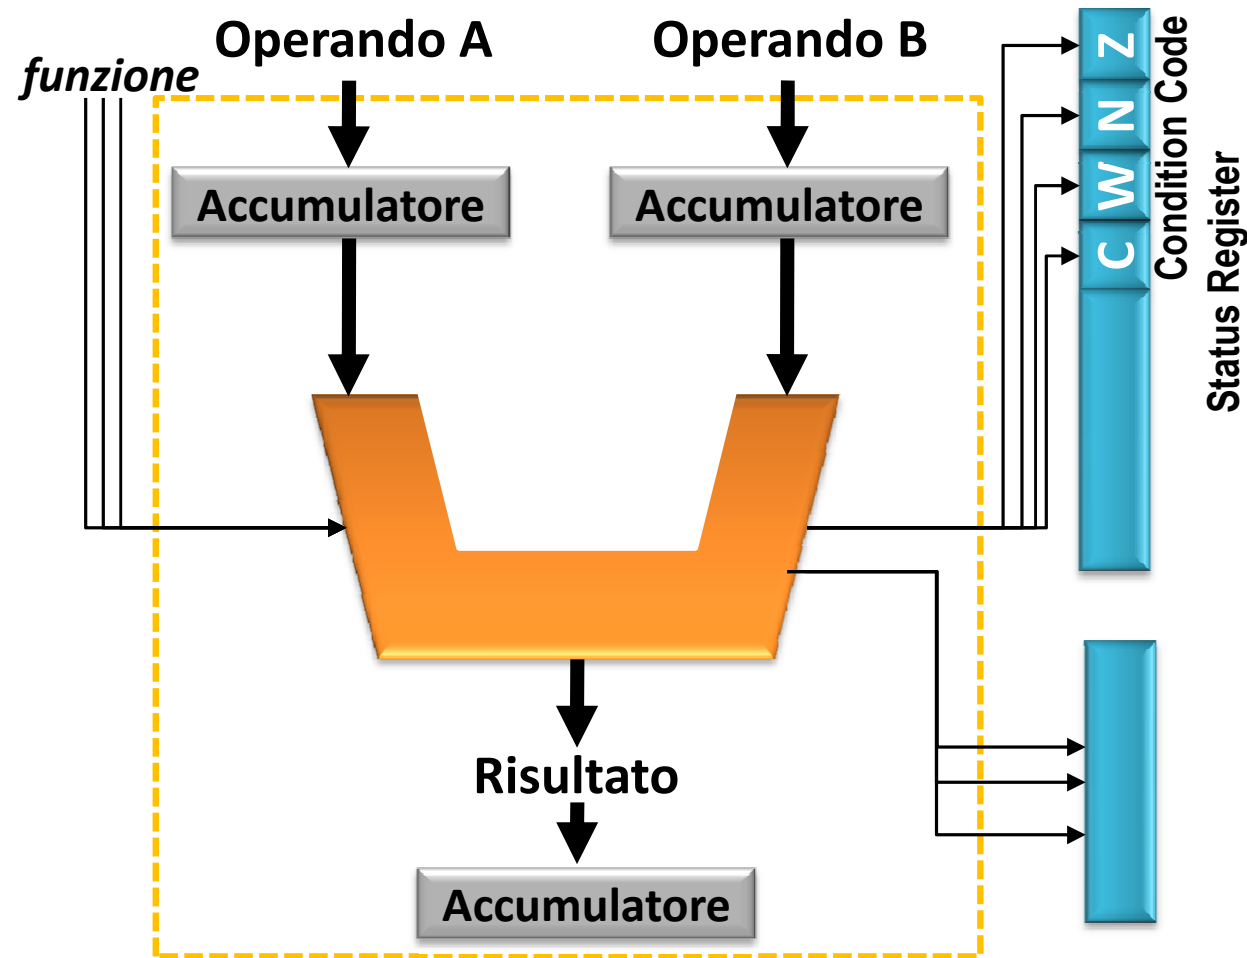 Operando A
Operando B
funzione
Accumulatore
Accumulatore
Z
N
W
C
Condition Code
Status Register
Risultato
Accumulatore